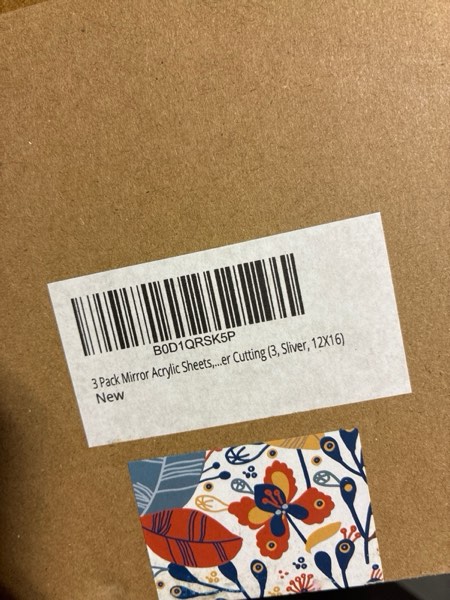 B0D1QRSK5P
3 Pack Mirror Acrylic Sheets,...er Cutting (3, Sliver, 12X16)
New